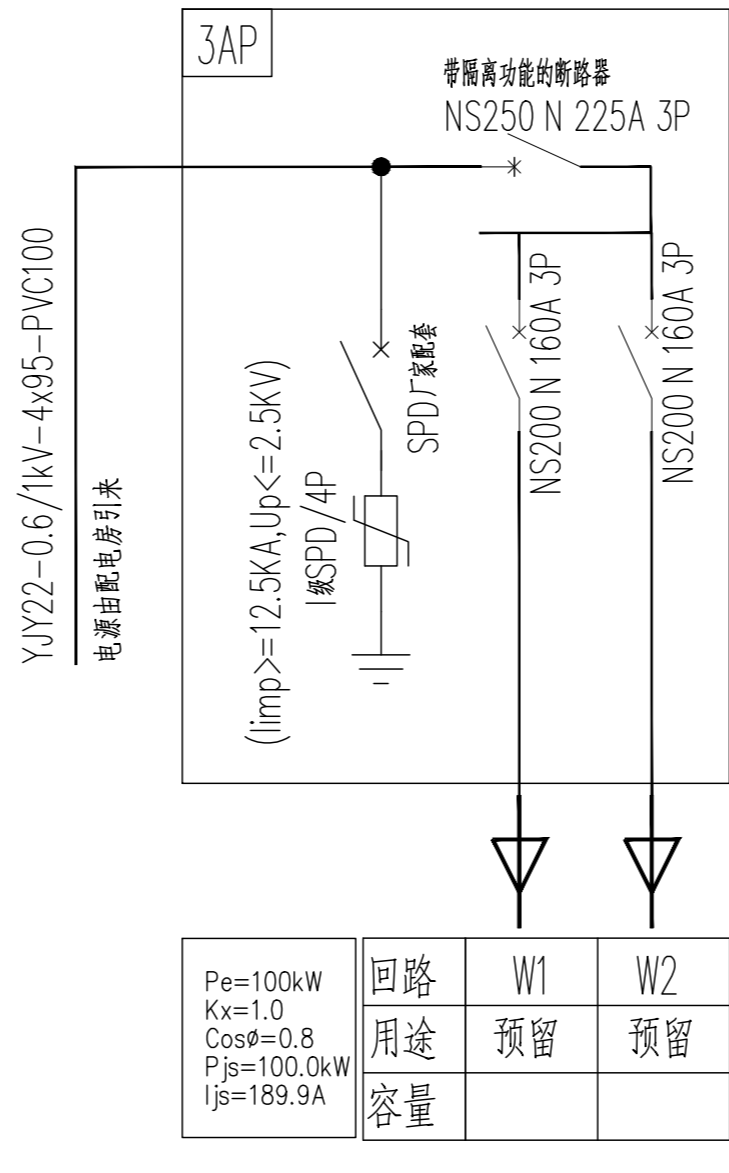 3AP
带隔离功能的断路器
NS250 N 225A 3P
YJY22-0.6/1kV-4x95-PVC100
电源由配电房引来
(Iimp>=12.5KA,Up<=2.5KV)
I级SPD/4P
SPD厂家配套
NS200 N 160A 3P
NS200 N 160A 3P
Pe=100kW
Kx=1.0
Cosø=0.8
Pjs=100.0kW
Ijs=189.9A
回路 W1 W2
用途 预留 预留
容量